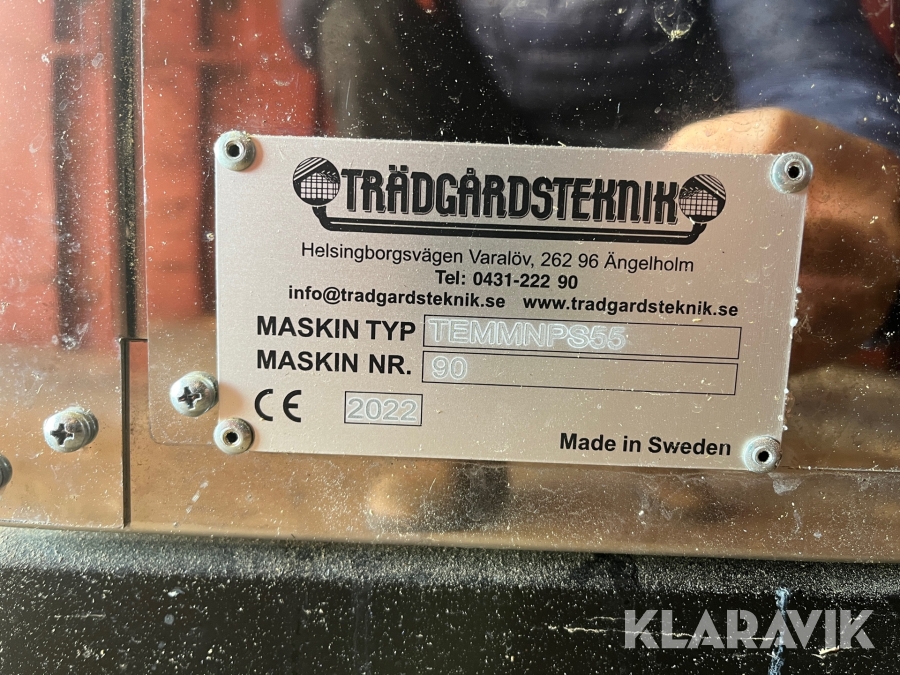 TRÄDGÅRDSTEKNIK
Helsingborgsvägen Varalöv, 262 96 Ängelholm
Tel: 0431-222 90
info@tradgardsteknik.se www.tradgardsteknik.se
MASKIN TYP TEMMNPS55
MASKIN NR. 90
CE 2022
Made in Sweden
KLARAVIK